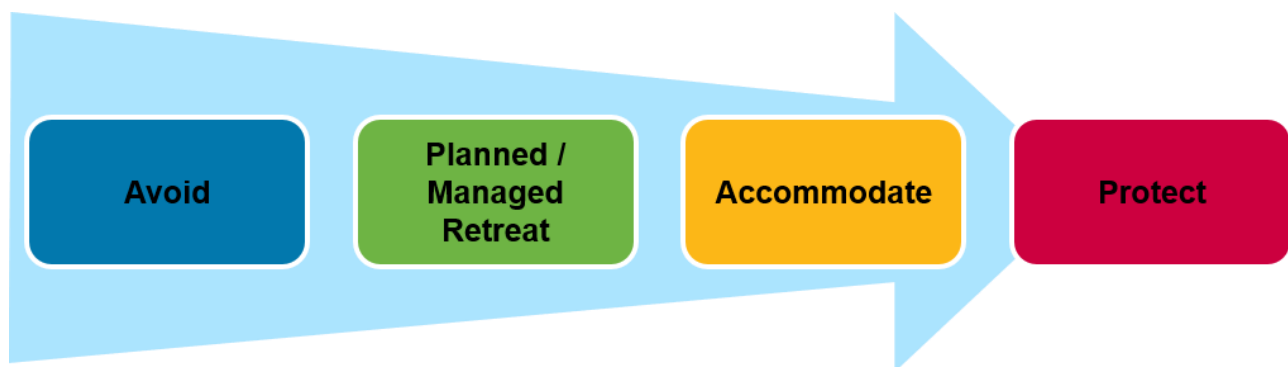 Avoid
Planned /
Managed
Retreat
Accommodate
Protect